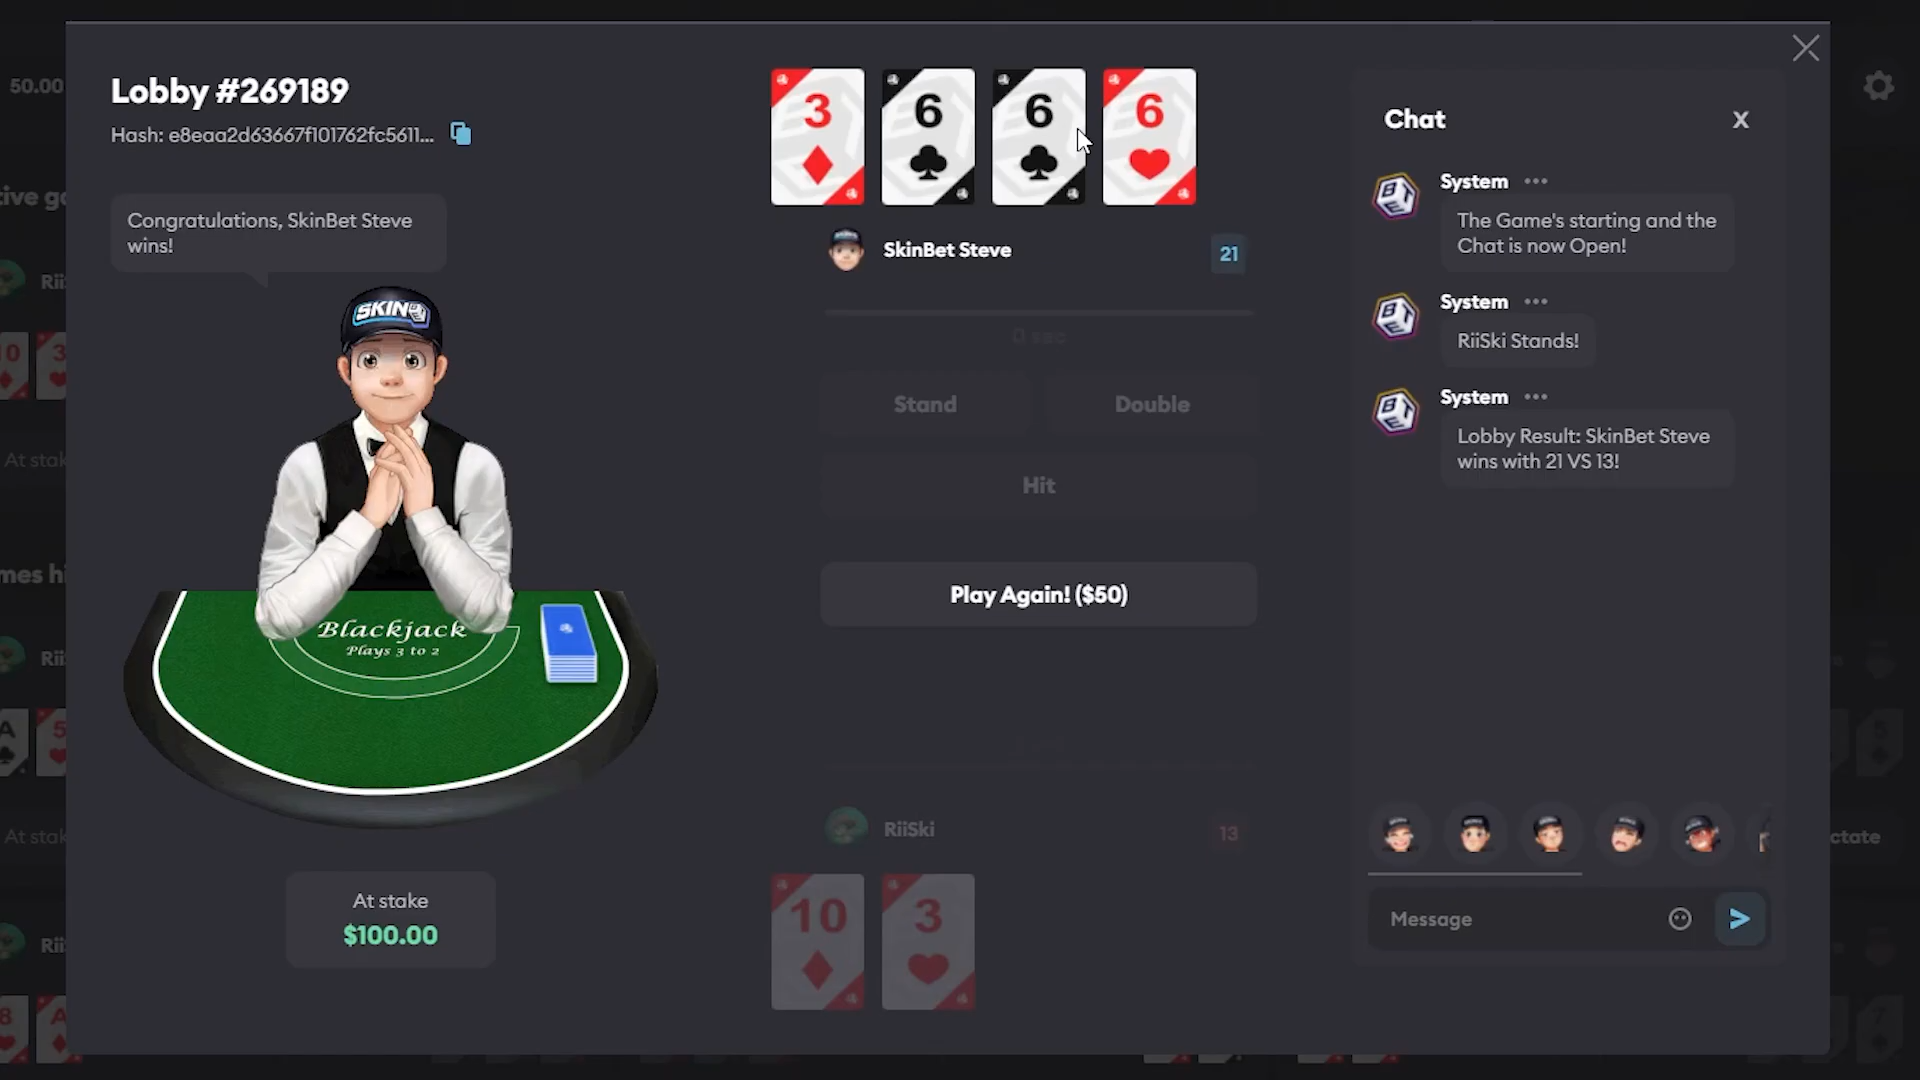 50.00
Lobby #269189
Hash: e8eaa2d63667f101762fc5611...
Congratulations, SkinBet Steve
wins!
SKIN
Blackjack
Plays 3 to 2
At stake
$100.00
3
6
6
6
SkinBet Steve
21
0 sec
Stand
Double
Hit
Play Again! ($50)
RiiSki
13
10
3
Chat
X
System
The Game's starting and the
Chat is now Open!
System
RiiSki Stands!
System
Lobby Result: SkinBet Steve
wins with 21 VS 13!
Message